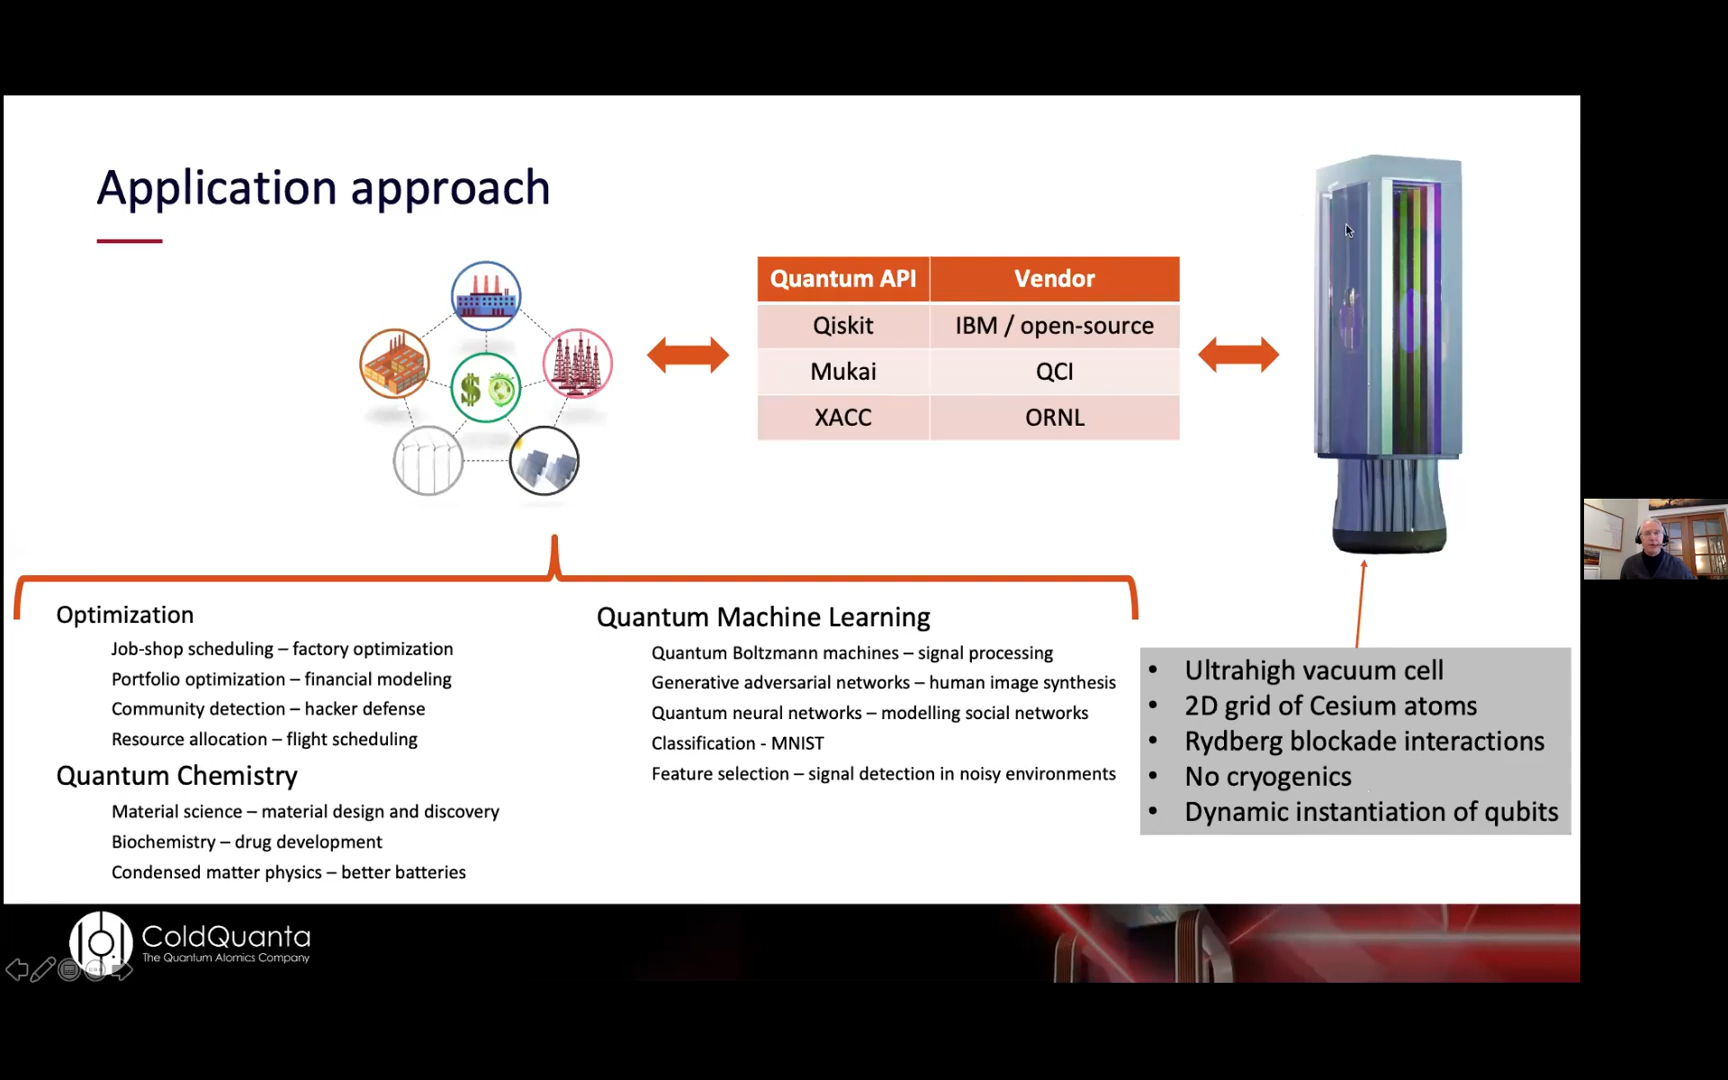 Application approach
Quantum API Vendor
Qiskit IBM / open-source
Mukai QCI
XACC ORNL
Optimization
Job-shop scheduling – factory optimization
Portfolio optimization – financial modeling
Community detection – hacker defense
Resource allocation – flight scheduling
Quantum Chemistry
Material science – material design and discovery
Biochemistry – drug development
Condensed matter physics – better batteries
Quantum Machine Learning
Quantum Boltzmann machines – signal processing
Generative adversarial networks – human image synthesis
Quantum neural networks – modelling social networks
Classification - MNIST
Feature selection – signal detection in noisy environments
• Ultrahigh vacuum cell
• 2D grid of Cesium atoms
• Rydberg blockade interactions
• No cryogenics
• Dynamic instantiation of qubits
ColdQuanta
The Quantum Atomics Company